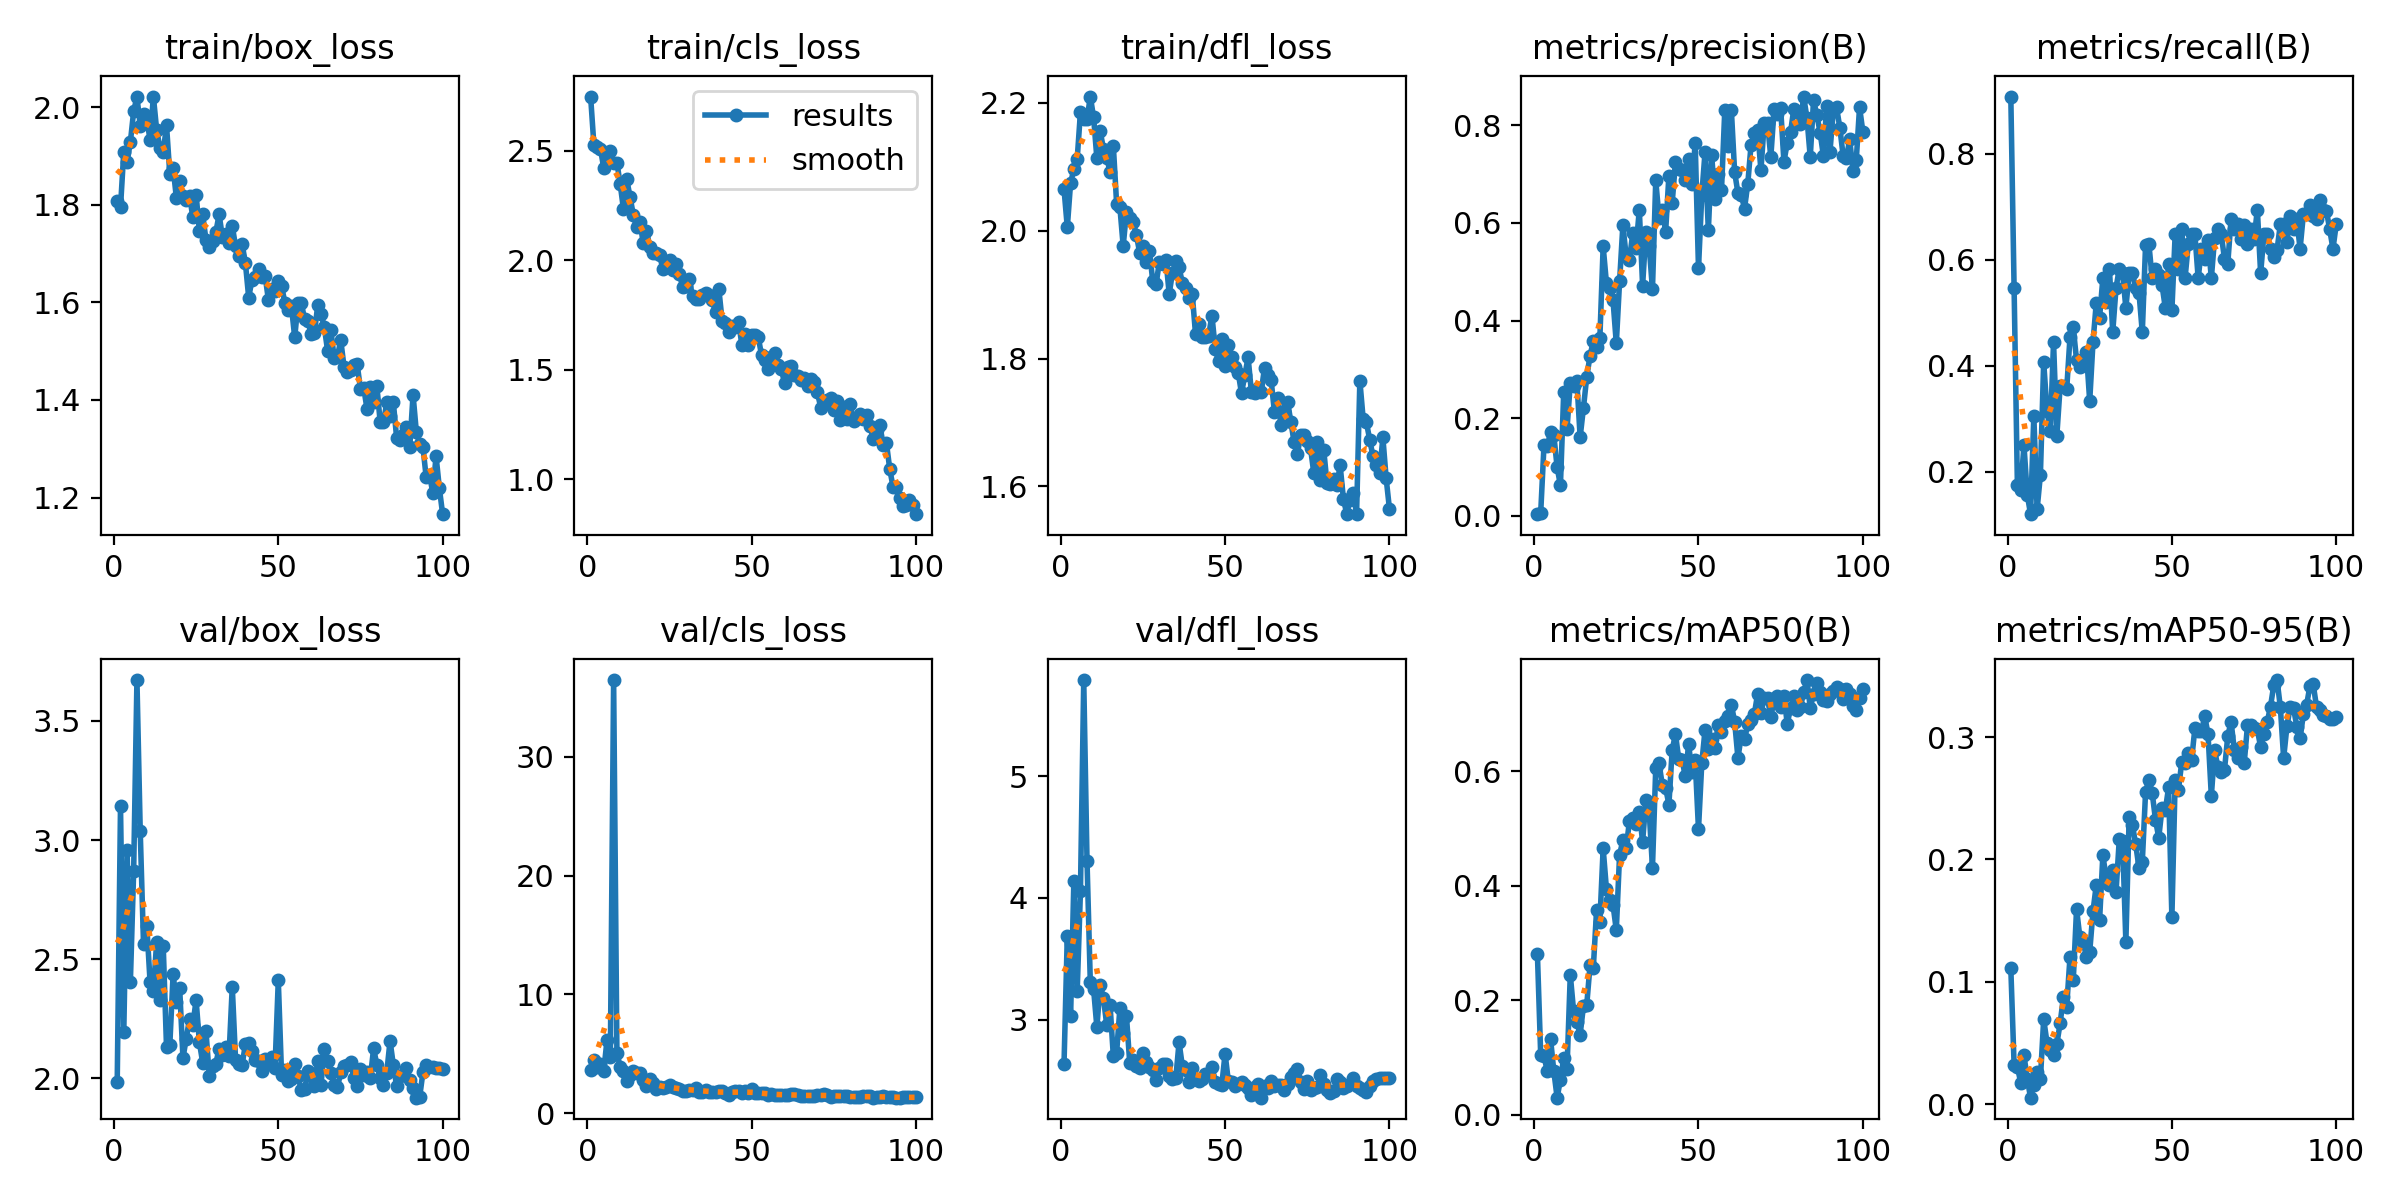 train/box_loss
2.0
1.8
1.6
1.4
1.2
0 50 100
train/cls_loss
results
smooth
2.5
2.0
1.5
1.0
0 50 100
train/dfl_loss
2.2
2.0
1.8
1.6
0 50 100
metrics/precision(B)
0.8
0.6
0.4
0.2
0.0
0 50 100
metrics/recall(B)
0.8
0.6
0.4
0.2
0 50 100
val/box_loss
3.5
3.0
2.5
2.0
0 50 100
val/cls_loss
30
20
10
0
0 50 100
val/dfl_loss
5
4
3
0 50 100
metrics/mAP50(B)
0.6
0.4
0.2
0.0
0 50 100
metrics/mAP50-95(B)
0.3
0.2
0.1
0.0
0 50 100